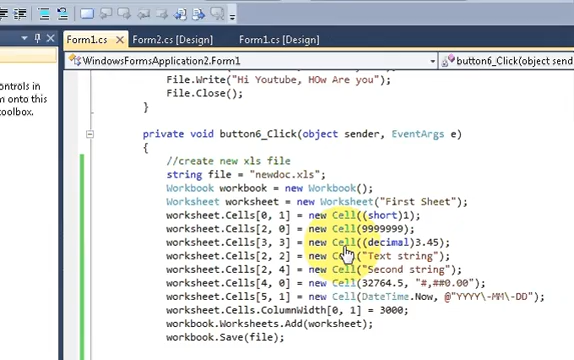 Form1.cs
Form2.cs [Design]
Form1.cs [Design]
ontrols in
m onto this
oolbox.
WindowsFormsApplication2.Form1
button6_Click(object send
File.Write("Hi Youtube, HOw Are you");
File.Close();
}
private void button6_Click(object sender, EventArgs e)
{
//create new xls file
string file = "newdoc.xls";
Workbook workbook = new Workbook();
Worksheet worksheet = new Worksheet("First Sheet");
worksheet.Cells[0, 1] = new Cell((short)1);
worksheet.Cells[2, 0] = new Cell(9999999);
worksheet.Cells[3, 3] = new Cell((decimal)3.45);
worksheet.Cells[2, 2] = new Cell("Text string");
worksheet.Cells[2, 4] = new Cell("Second string");
worksheet.Cells[4, 0] = new Cell(32764.5, "#,##0.00");
worksheet.Cells[5, 1] = new Cell(DateTime.Now, @"YYYY\-MM\-DD");
worksheet.Cells.ColumnWidth[0, 1] = 3000;
workbook.Worksheets.Add(worksheet);
workbook.Save(file);